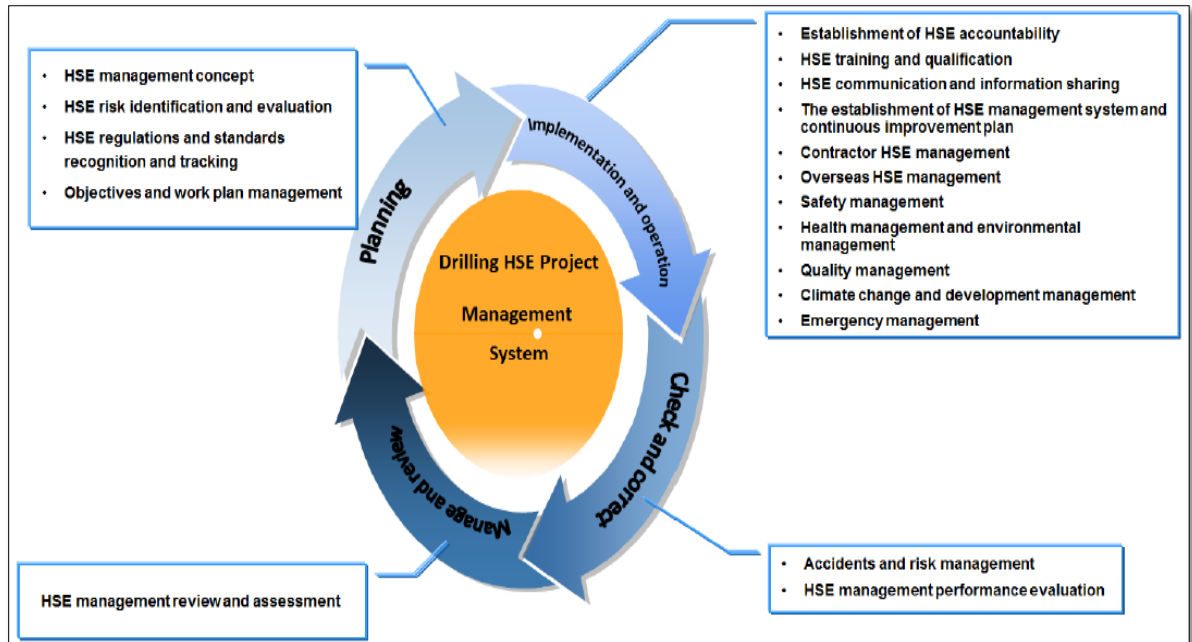 • HSE management concept
• HSE risk identification and evaluation
• HSE regulations and standards
recognition and tracking
• Objectives and work plan management
• Establishment of HSE accountability
• HSE training and qualification
• HSE communication and information sharing
• The establishment of HSE management system and
continuous improvement plan
• Contractor HSE management
• Overseas HSE management
• Safety management
• Health management and environmental
management
• Quality management
• Climate change and development management
• Emergency management
Planning
Implementation and operation
Drilling HSE Project
Management
System
Check and correct
Manage and review
HSE management review and assessment
• Accidents and risk management
• HSE management performance evaluation